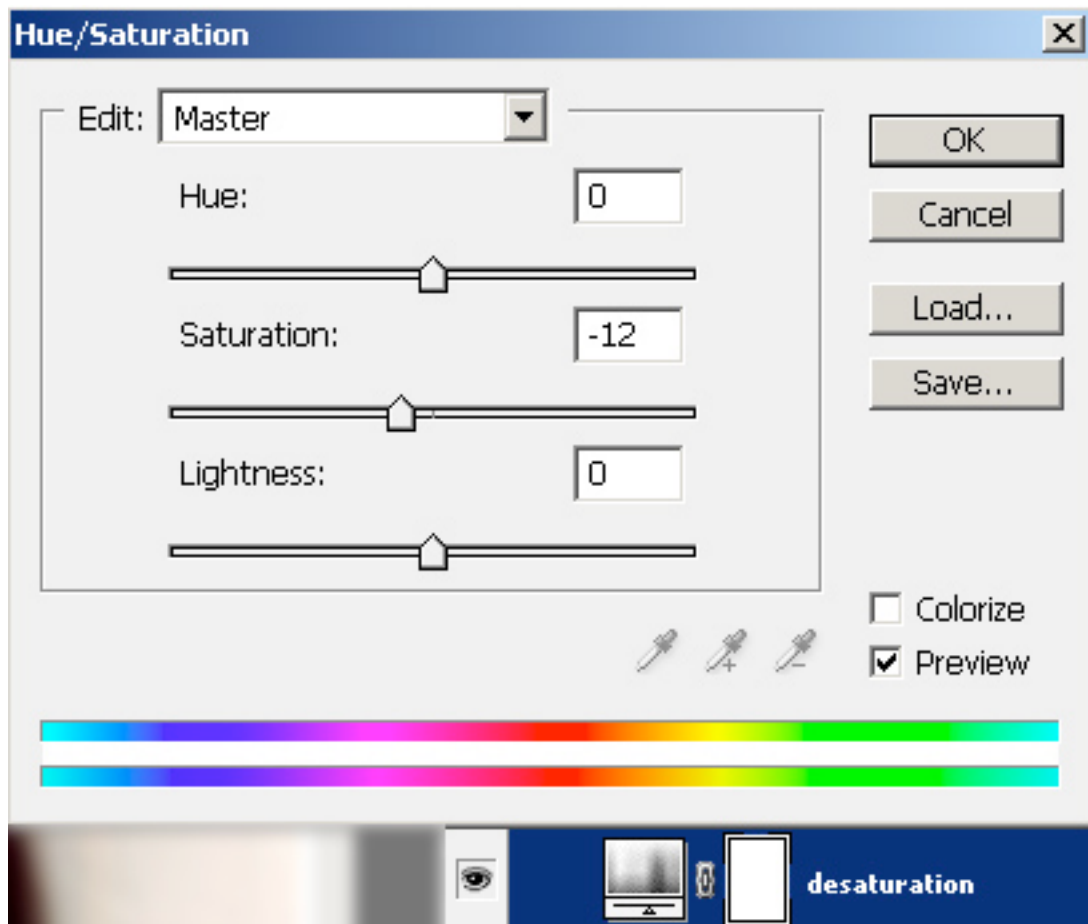 Hue/Saturation
Edit: Master
OK
Hue: 0
Cancel
Load...
Saturation: -12
Save...
Lightness: 0
Colorize
Preview
desaturation